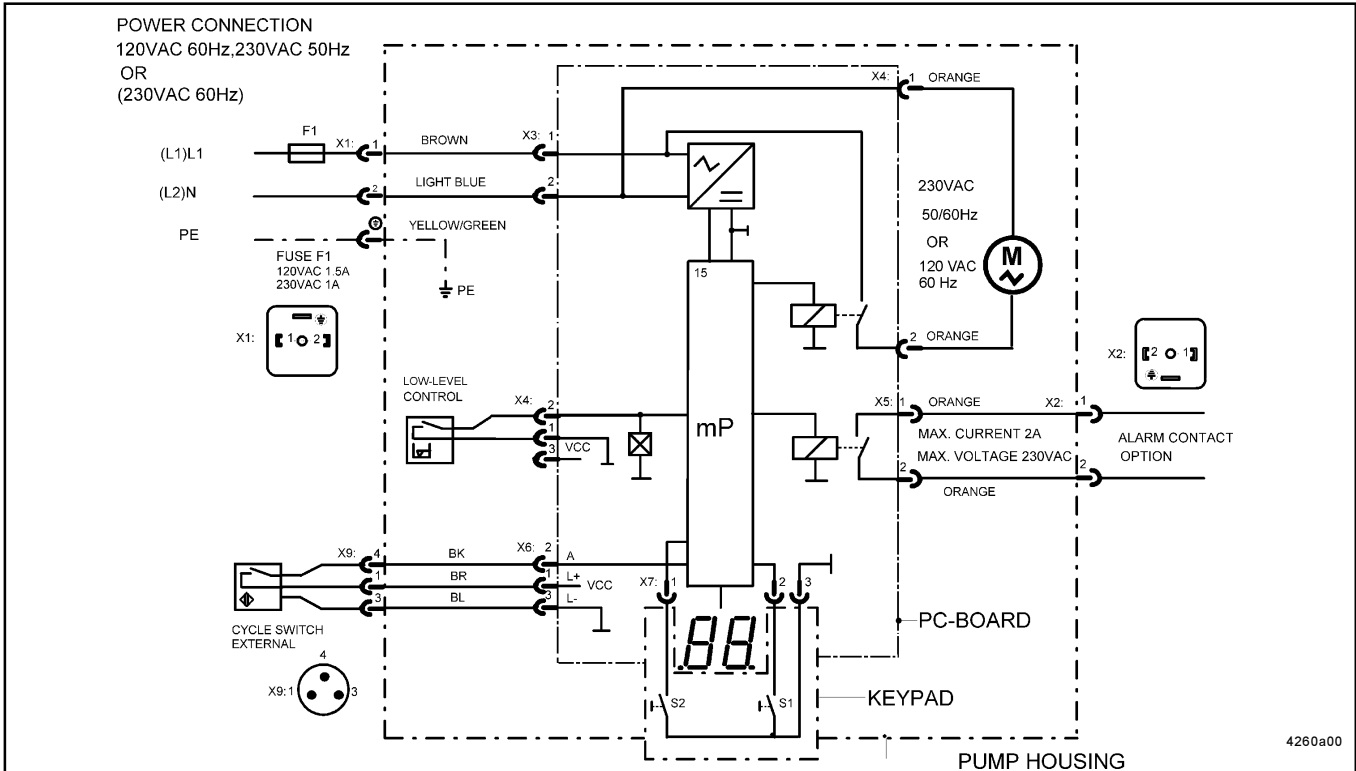 POWER CONNECTION
120VAC 60Hz,230VAC 50Hz
OR
(230VAC 60Hz)
X4: 1 ORANGE
F1
X1: 1
BROWN
X3: 1
(L1)L1
(L2)N
2
LIGHT BLUE
2
PE
YELLOW/GREEN
FUSE F1
120VAC 1.5A
230VAC 1A
PE
230VAC
50/60Hz
OR
120 VAC
60 Hz
M
15
X1:
1 2
2 ORANGE
X2:
2 1
LOW-LEVEL
CONTROL
X4: 2
1
3
VCC
mP
X5: 1 ORANGE
X2: 1
MAX. CURRENT 2A
MAX. VOLTAGE 230VAC
ALARM CONTACT
OPTION
2
2
ORANGE
X9: 4
BK
X6: 2 A
1
BR
1 L+ VCC
3
BL
3 L-
X7: 1
2
3
CYCLE SWITCH
EXTERNAL
4
X9:1 3
.8.8.
PC-BOARD
S2
S1
KEYPAD
PUMP HOUSING
4260a00